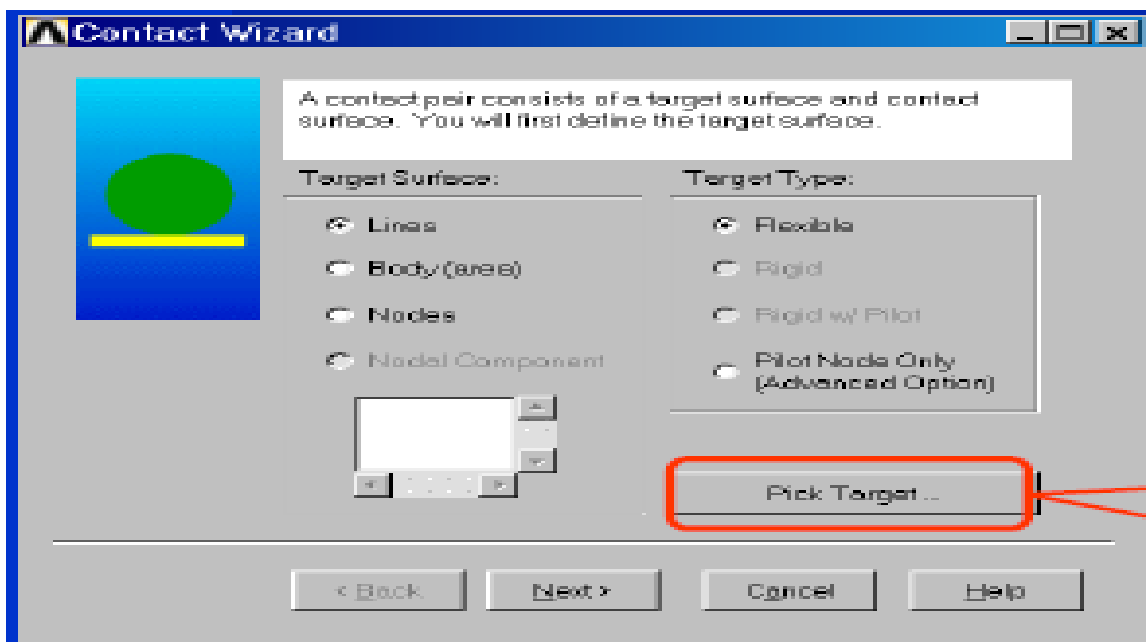 Contact Wizard
A contact pair consists of a target surface and contact
surface. You will first define the target surface.
Target Surface:
Lines
Body (area)
Nodes
Nodal Component
Target Type:
Flexible
Rigid
Rigid w/ Pilot
Pilot Node Only
(Advanced Option)
Pick Target...
< Back
Next >
Cancel
Help